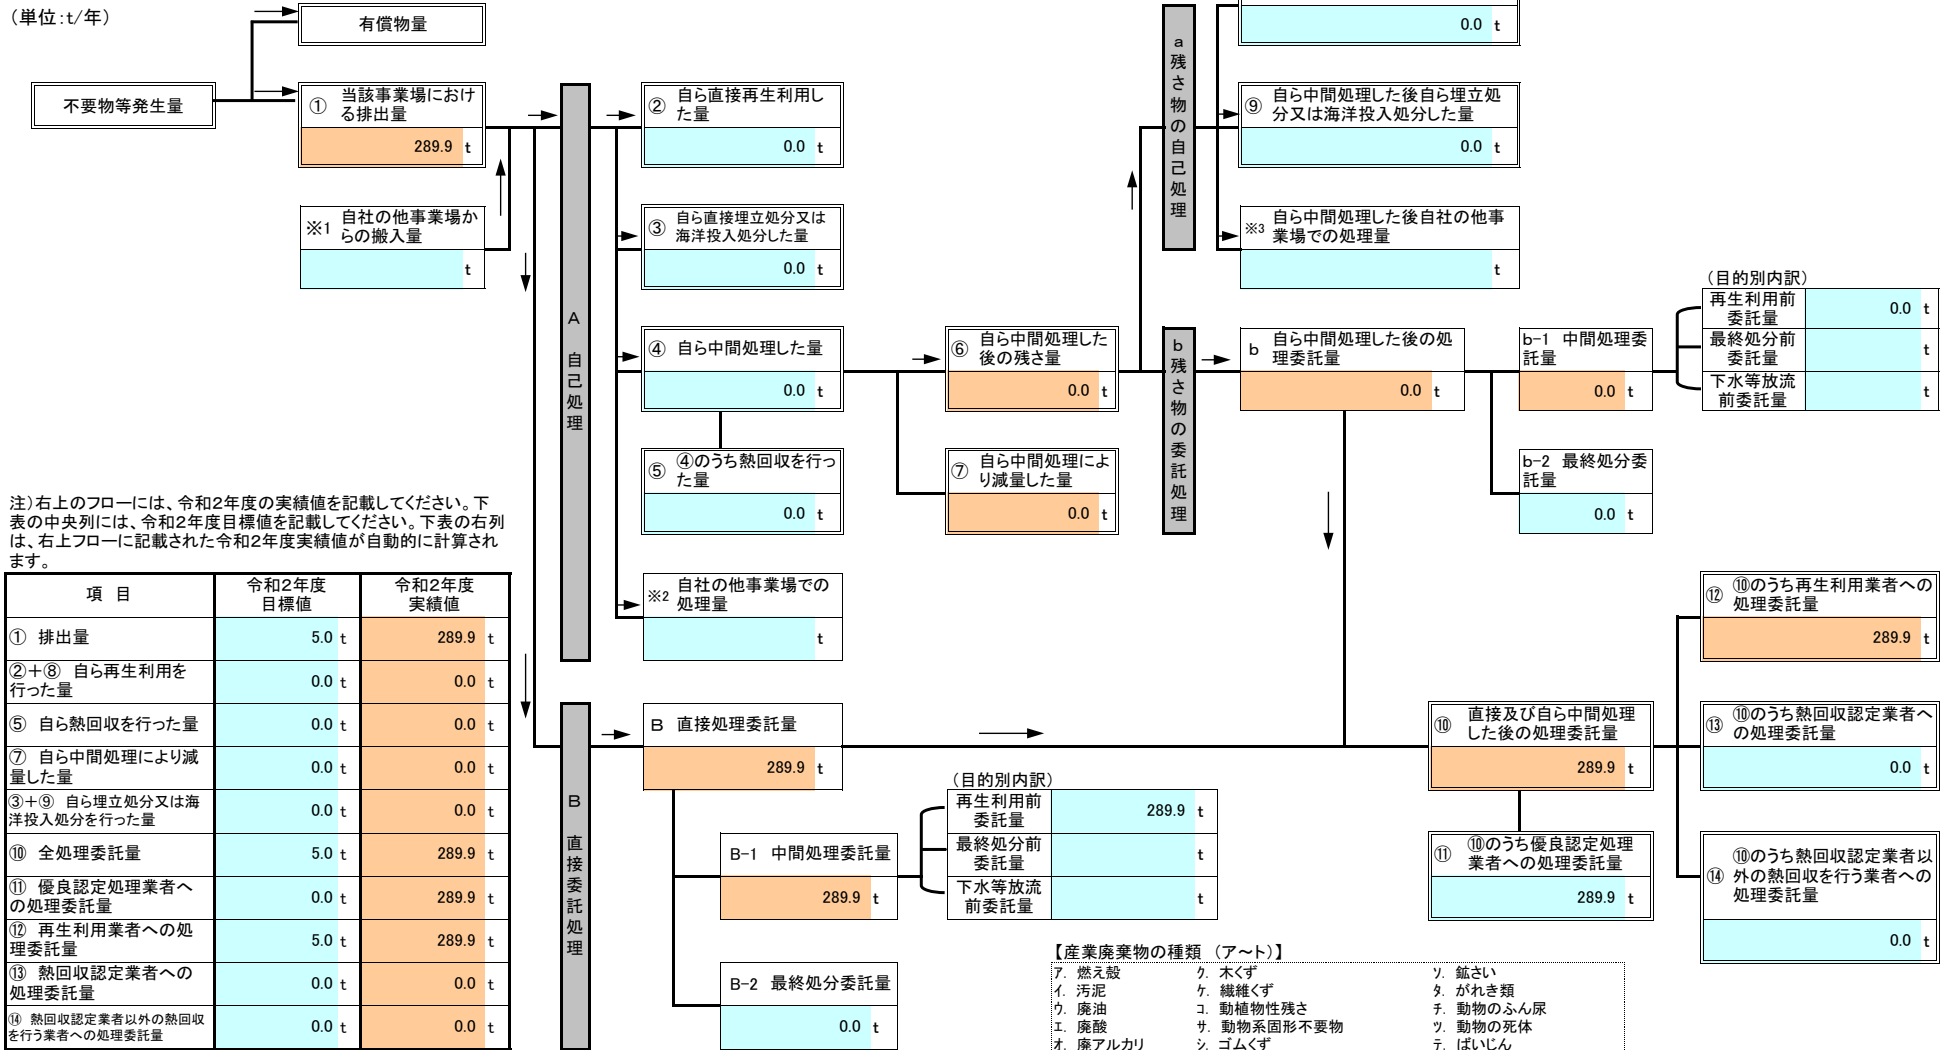 (単位:t/年)
有償物量
不要物等発生量
① 当該事業場におけ
る排出量
289.9 t
※1 自社の他事業場か
らの搬入量
t
A 自己処理
② 自ら直接再生利用し
た量
0.0 t
③ 自ら直接埋立処分又は
海洋投入処分した量
0.0 t
④ 自ら中間処理した量
0.0 t
⑤ ④のうち熱回収を行っ
た量
0.0 t
※2 自社の他事業場での
処理量
t
⑥ 自ら中間処理した
後の残さ量
0.0 t
⑦ 自ら中間処理によ
り減量した量
0.0 t
a 残さ物の自己処理
0.0 t
⑨ 自ら中間処理した後自ら埋立処
分又は海洋投入処分した量
0.0 t
※3 自ら中間処理した後自社の他事
業場での処理量
t
b 残さ物の委託処理
b 自ら中間処理した後の処
理委託量
0.0 t
b-1 中間処理委
託量
0.0 t
b-2 最終処分委
託量
0.0 t
(目的別内訳)
再生利用前
委託量
0.0 t
最終処分前
委託量
t
下水等放流
前委託量
t
注)右上のフローには、令和2年度の実績値を記載してください。下
表の中央列には、令和2年度目標値を記載してください。下表の右列
は、右上フローに記載された令和2年度実績値が自動的に計算され
ます。
項 目 令和2年度 令和2年度
目標値 実績値
① 排出量 5.0 t 289.9 t
②+⑧ 自ら再生利用を
行った量 0.0 t 0.0 t
⑤ 自ら熱回収を行った量 0.0 t 0.0 t
⑦ 自ら中間処理により減
量した量 0.0 t 0.0 t
③+⑨ 自ら埋立処分又は海
洋投入処分を行った量 0.0 t 0.0 t
⑩ 全処理委託量 5.0 t 289.9 t
⑪ 優良認定処理業者へ
の処理委託量 0.0 t 289.9 t
⑫ 再生利用業者への処
理委託量 5.0 t 289.9 t
⑬ 熱回収認定業者への
処理委託量 0.0 t 0.0 t
⑭ 熱回収認定業者以外の熱回収
を行う業者への処理委託量 0.0 t 0.0 t
B 直接委託処理
B 直接処理委託量
289.9 t
B-1 中間処理委託量
289.9 t
B-2 最終処分委託量
0.0 t
(目的別内訳)
再生利用前
委託量
289.9 t
最終処分前
委託量
t
下水等放流
前委託量
t
⑩ 直接及び自ら中間処理
した後の処理委託量
289.9 t
⑪ ⑩のうち優良認定処理
業者への処理委託量
289.9 t
⑫ ⑩のうち再生利用業者への
処理委託量
289.9 t
⑬ ⑩のうち熱回収認定業者へ
の処理委託量
0.0 t
⑭ ⑩のうち熱回収認定業者以
外の熱回収を行う業者への
処理委託量
0.0 t
【産業廃棄物の種類 (ア~ト)】
ア. 燃え殻 ク. 木くず ソ. 鉱さい
イ. 汚泥 ケ. 繊維くず タ. がれき類
ウ. 廃油 コ. 動植物性残さ チ. 動物のふん尿
エ. 廃酸 サ. 動物系固形不要物 ツ. 動物の死体
オ. 廃アルカリ シ. ゴムくず テ. ばいじん